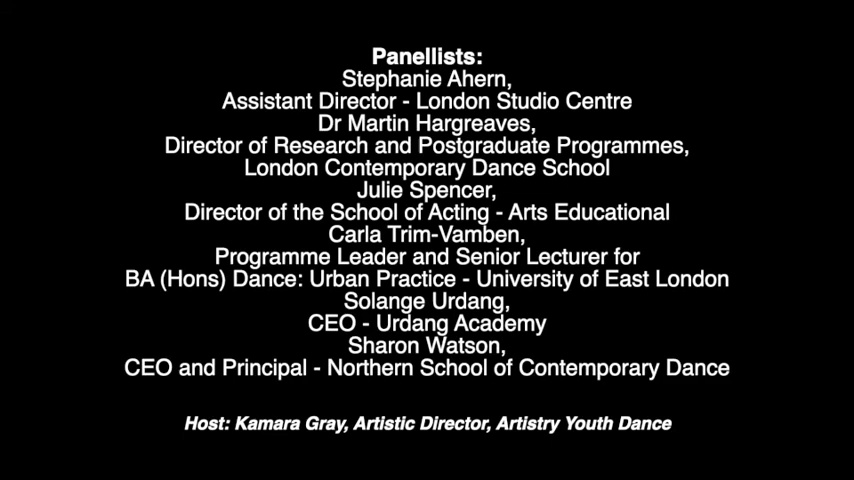 Panellists:
Stephanie Ahern,
Assistant Director - London Studio Centre
Dr Martin Hargreaves,
Director of Research and Postgraduate Programmes,
London Contemporary Dance School
Julie Spencer,
Director of the School of Acting - Arts Educational
Carla Trim-Vamben,
Programme Leader and Senior Lecturer for
BA (Hons) Dance: Urban Practice - University of East London
Solange Urdang,
CEO - Urdang Academy
Sharon Watson,
CEO and Principal - Northern School of Contemporary Dance
Host: Kamara Gray, Artistic Director, Artistry Youth Dance